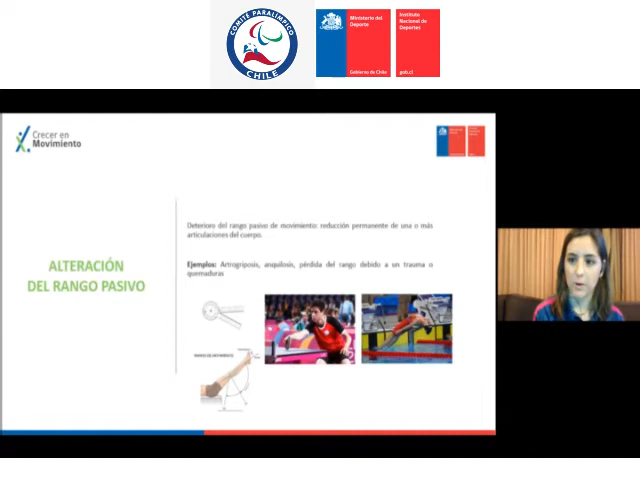 COMITÉ PARALÍMPICO
CHILE
Ministerio del
Deporte
Gobierno de Chile
Instituto
Nacional de
Deportes
gob.cl
Crecer en
Movimiento
ALTERACIÓN
DEL RANGO PASIVO
Deterioro del rango pasivo de movimiento: reducción permanente de una o más
articulaciones del cuerpo.
Ejemplos: Artrogriposis, anquilosis, pérdida del rango debido a un trauma o
quemaduras
RANGO DE MOVIMIENTO